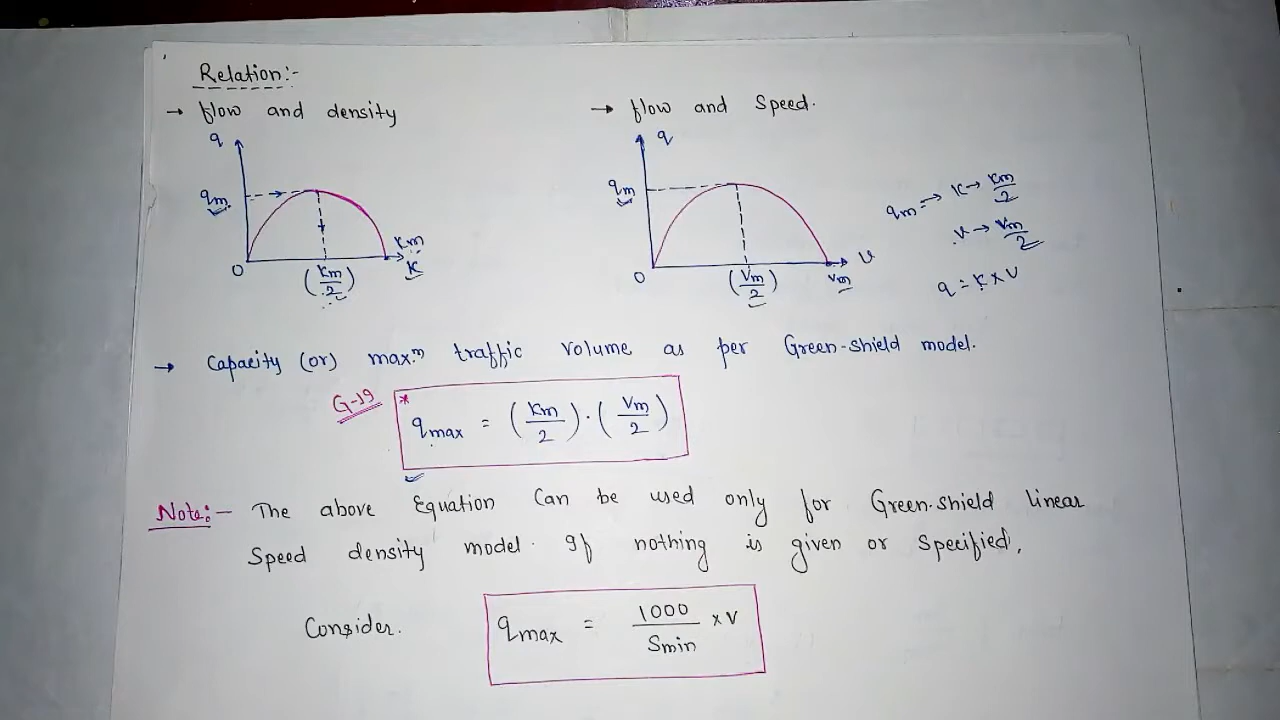 Relation:-
→ flow and density
q
qm
0
(Km/2)
Km
K
→ flow and Speed.
q
qm
0
(Vm/2)
Vm
V
qm → K → Km/2
V → Vm/2
q = K x V
→ Capacity (or) max.m traffic volume as per Green-shield model.
G-19
* qmax = (Km/2) . (Vm/2)
Note:- The above Equation Can be used only for Green-shield linear
Speed density model. If nothing is given or Specified,
Consider. qmax = 1000/Smin x V